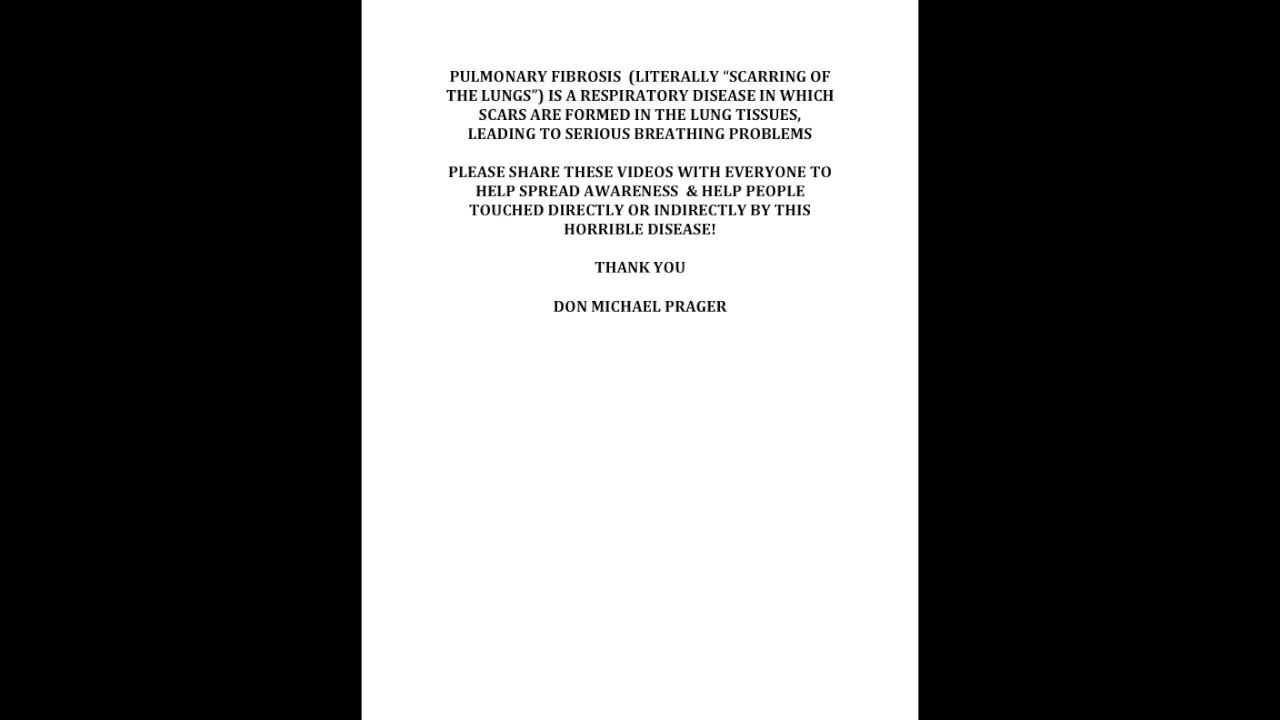 PULMONARY FIBROSIS  (LITERALLY “SCARRING OF
THE LUNGS”) IS A RESPIRATORY DISEASE IN WHICH
SCARS ARE FORMED IN THE LUNG TISSUES,
LEADING TO SERIOUS BREATHING PROBLEMS
PLEASE SHARE THESE VIDEOS WITH EVERYONE TO
HELP SPREAD AWARENESS  & HELP PEOPLE
TOUCHED DIRECTLY OR INDIRECTLY BY THIS
HORRIBLE DISEASE!
THANK YOU
DON MICHAEL PRAGER